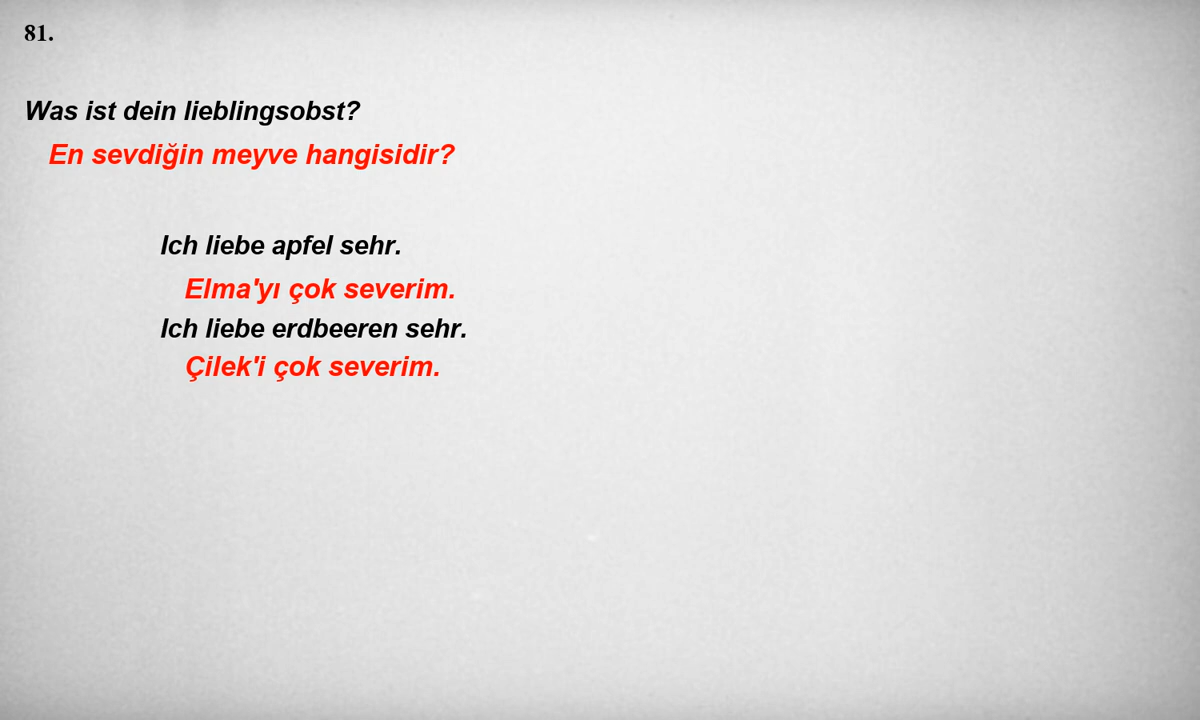 81.
Was ist dein lieblingsobst?
En sevdiğin meyve hangisidir?
Ich liebe apfel sehr.
Elma'yı çok severim.
Ich liebe erdbeeren sehr.
Çilek'i çok severim.